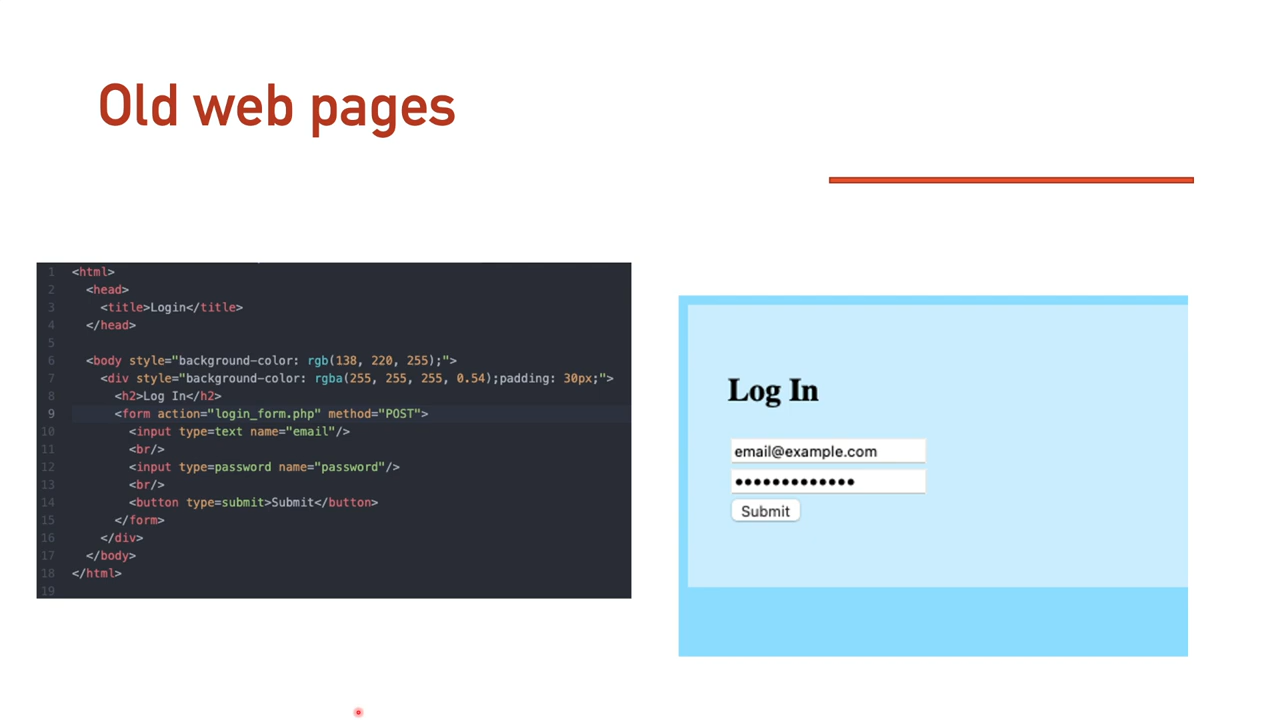 Old web pages
1 <html>
2 <head>
3 <title>Login</title>
4 </head>
5
6 <body style="background-color: rgb(138, 220, 255);">
7 <div style="background-color: rgba(255, 255, 255, 0.54);padding: 30px;">
8 <h2>Log In</h2>
9 <form action="login_form.php" method="POST">
10 <input type=text name="email"/>
11 <br/>
12 <input type=password name="password"/>
13 <br/>
14 <button type=submit>Submit</button>
15 </form>
16 </div>
17 </body>
18 </html>
19
Log In
email@example.com
•••••••••••••
Submit